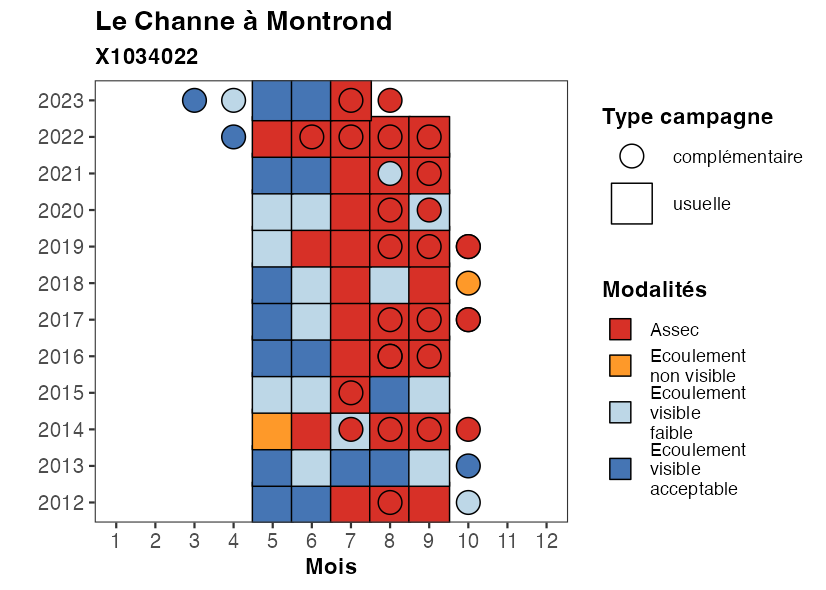 Le Channe à Montrond
X1034022
2023
2022
2021
2020
2019
2018
2017
2016
2015
2014
2013
2012
1 2 3 4 5 6 7 8 9 10 11 12
Mois
Type campagne
complémentaire
usuelle
Modalités
Assec
Ecoulement
non visible
Ecoulement
visible
faible
Ecoulement
visible
acceptable